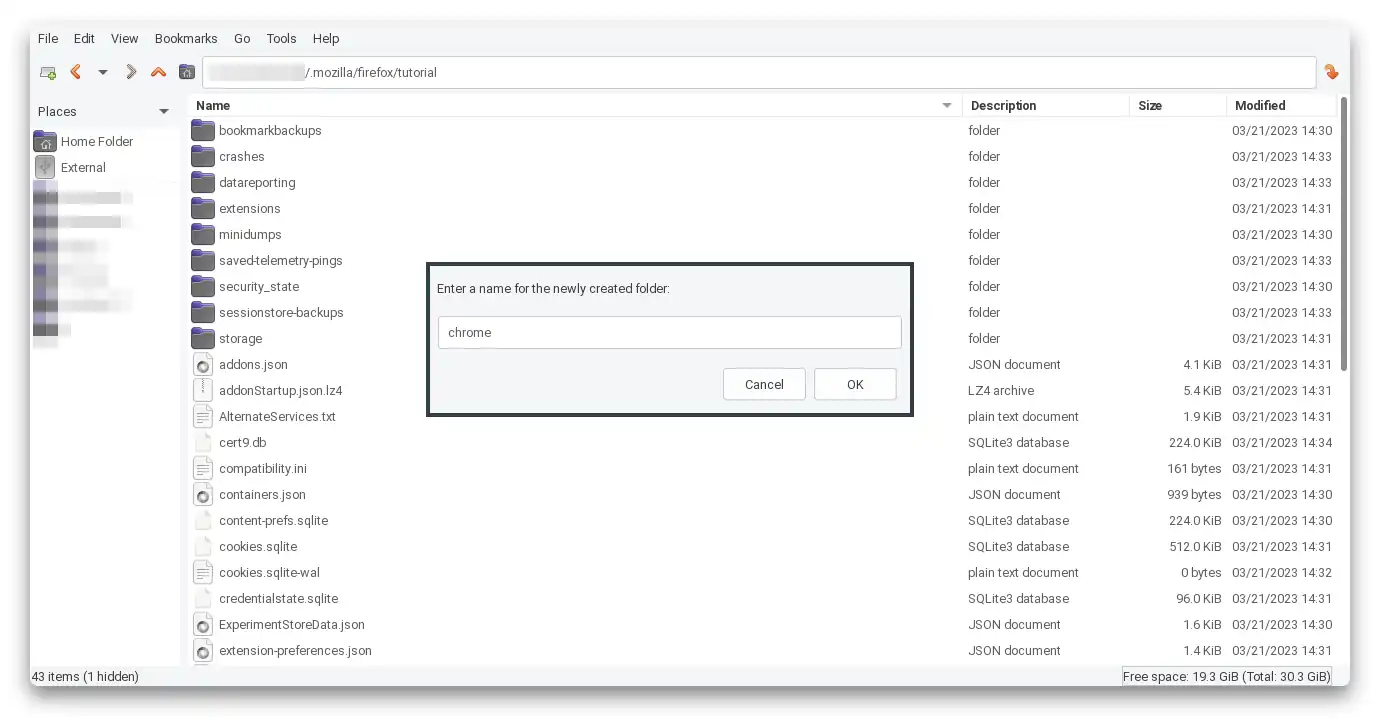 File Edit View Bookmarks Go Tools Help
/.mozilla/firefox/tutorial
Places
Home Folder
External
Name Description Size Modified
bookmarkbackups folder 03/21/2023 14:30
crashes folder 03/21/2023 14:33
datareporting folder 03/21/2023 14:33
extensions folder 03/21/2023 14:31
minidumps folder 03/21/2023 14:30
saved-telemetry-pings folder 03/21/2023 14:33
security_state folder 03/21/2023 14:30
sessionstore-backups folder 03/21/2023 14:33
storage folder 03/21/2023 14:31
addons.json JSON document 4.1 KiB 03/21/2023 14:31
addonStartup.json.lz4 LZ4 archive 5.4 KiB 03/21/2023 14:31
AlternateServices.txt plain text document 1.9 KiB 03/21/2023 14:31
cert9.db SQLite3 database 224.0 KiB 03/21/2023 14:34
compatibility.ini plain text document 161 bytes 03/21/2023 14:31
containers.json JSON document 939 bytes 03/21/2023 14:30
content-prefs.sqlite SQLite3 database 224.0 KiB 03/21/2023 14:30
cookies.sqlite SQLite3 database 512.0 KiB 03/21/2023 14:31
cookies.sqlite-wal plain text document 0 bytes 03/21/2023 14:32
credentialstate.sqlite SQLite3 database 96.0 KiB 03/21/2023 14:31
ExperimentStoreData.json JSON document 1.6 KiB 03/21/2023 14:30
extension-preferences.json JSON document 1.4 KiB 03/21/2023 14:31
Enter a name for the newly created folder:
chrome
Cancel OK
43 items (1 hidden) Free space: 19.3 GiB (Total: 30.3 GiB)